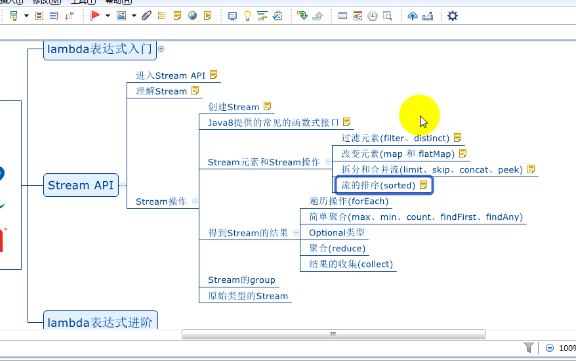 lambda表达式入门
进入Stream API
理解Stream
创建Stream
Java8提供的常见的函数式接口
过滤元素(filter、distinct)
改变元素(map 和 flatMap)
Stream元素和Stream操作
拆分和合并流(limit、skip、concat、peek)
流的排序(sorted)
Stream API
Stream操作
遍历操作(forEach)
简单聚合(max、min、count、findFirst、findAny)
得到Stream的结果
Optional类型
聚合(reduce)
结果的收集(collect)
Stream的group
原始类型的Stream
lambda表达式进阶
100%